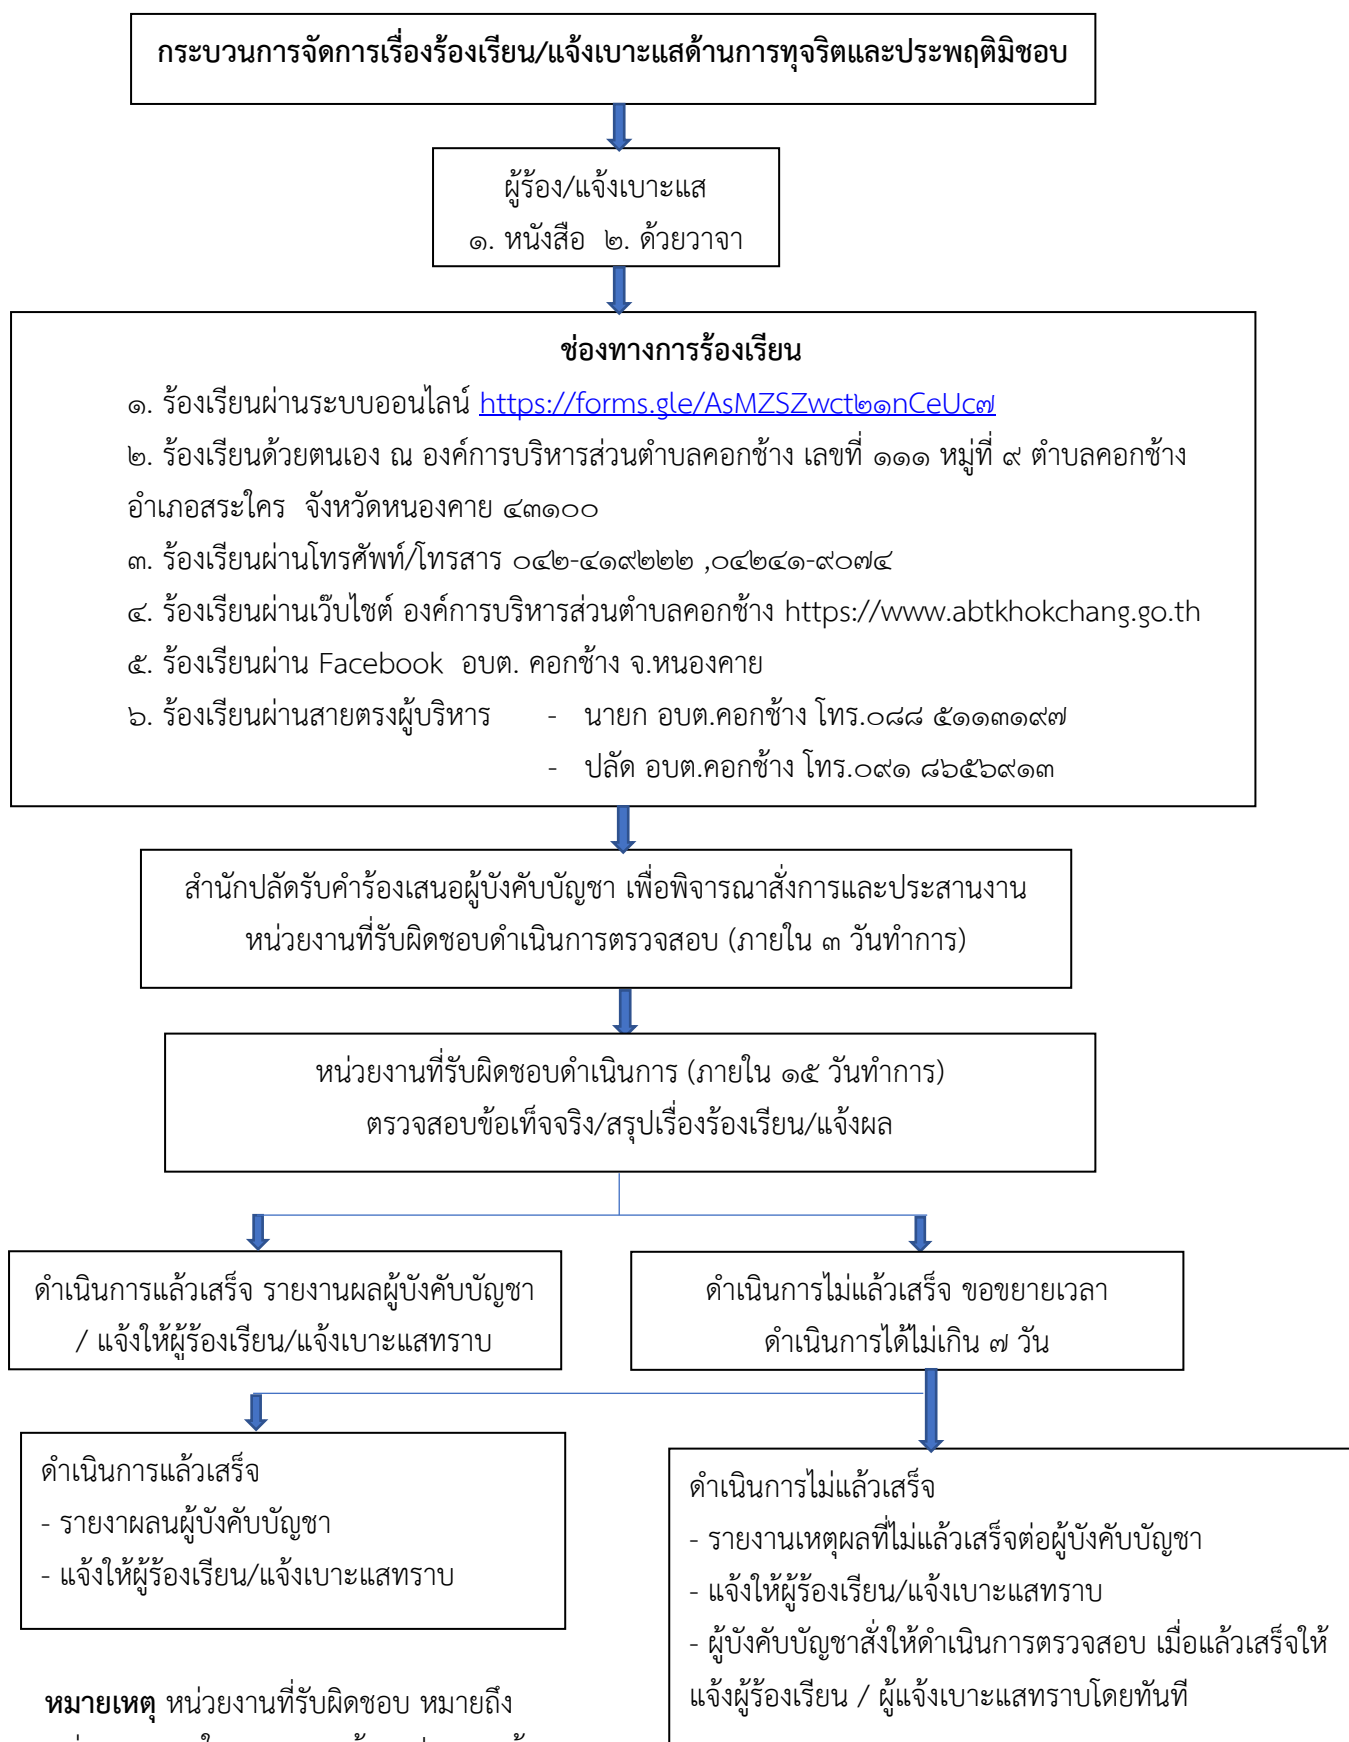 กระบวนการจัดการเรื่องร้องเรียน/แจ้งเบาะแสด้านการทุจริตและประพฤติมิชอบ
ผู้ร้อง/แจ้งเบาะแส
๑. หนังสือ ๒. ด้วยวาจา
ช่องทางการร้องเรียน
๑. ร้องเรียนผ่านระบบออนไลน์ https://forms.gle/AsMZSZwct๒๑nCeUc๗
๒. ร้องเรียนด้วยตนเอง ณ องค์การบริหารส่วนตำบลคอกช้าง เลขที่ ๑๑๑ หมู่ที่ ๙ ตำบลคอกช้าง
อำเภอสระใคร จังหวัดหนองคาย ๔๓๑๐๐
๓. ร้องเรียนผ่านโทรศัพท์/โทรสาร ๐๔๒-๔๑๙๒๒๒ ,๐๔๒๔๑-๙๐๗๔
๔. ร้องเรียนผ่านเว๊บไชต์ องค์การบริหารส่วนตำบลคอกช้าง https://www.abtkhokchang.go.th
๕. ร้องเรียนผ่าน Facebook อบต. คอกช้าง จ.หนองคาย
๖. ร้องเรียนผ่านสายตรงผู้บริหาร - นายก อบต.คอกช้าง โทร.๐๘๘ ๕๑๑๓๑๙๗
- ปลัด อบต.คอกช้าง โทร.๐๙๑ ๘๖๕๖๙๑๓
สำนักปลัดรับคำร้องเสนอผู้บังคับบัญชา เพื่อพิจารณาสั่งการและประสานงาน
หน่วยงานที่รับผิดชอบดำเนินการตรวจสอบ (ภายใน ๓ วันทำการ)
หน่วยงานที่รับผิดชอบดำเนินการ (ภายใน ๑๕ วันทำการ)
ตรวจสอบข้อเท็จจริง/สรุปเรื่องร้องเรียน/แจ้งผล
ดำเนินการแล้วเสร็จ รายงานผลผู้บังคับบัญชา
/ แจ้งให้ผู้ร้องเรียน/แจ้งเบาะแสทราบ
ดำเนินการไม่แล้วเสร็จ ขอขยายเวลา
ดำเนินการได้ไม่เกิน ๗ วัน
ดำเนินการแล้วเสร็จ
- รายงาผลนผู้บังคับบัญชา
- แจ้งให้ผู้ร้องเรียน/แจ้งเบาะแสทราบ
ดำเนินการไม่แล้วเสร็จ
- รายงานเหตุผลที่ไม่แล้วเสร็จต่อผู้บังคับบัญชา
- แจ้งให้ผู้ร้องเรียน/แจ้งเบาะแสทราบ
- ผู้บังคับบัญชาสั่งให้ดำเนินการตรวจสอบ เมื่อแล้วเสร็จให้
แจ้งผู้ร้องเรียน / ผู้แจ้งเบาะแสทราบโดยทันที
หมายเหตุ หน่วยงานที่รับผิดชอบ หมายถึง